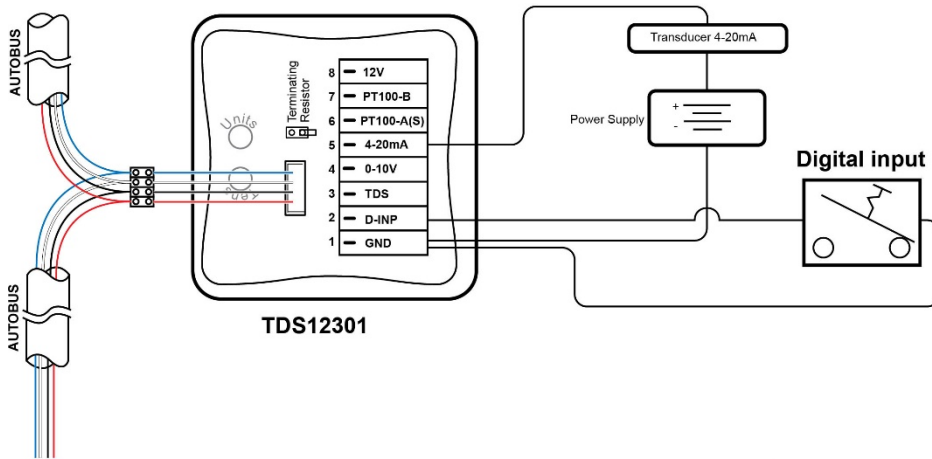 AUTOBUS
Units
Keys
Terminating
Resistor
8 12V
7 PT100-B
6 PT100-A(S)
5 4-20mA
4 0-10V
3 TDS
2 D-INP
1 GND
Transducer 4-20mA
Power Supply
+
-
Digital input
AUTOBUS
TDS12301